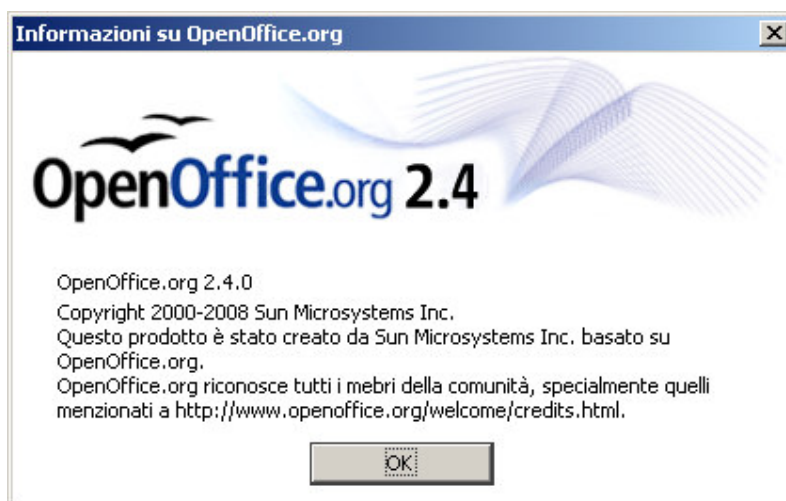 Informazioni su OpenOffice.org
OpenOffice.org 2.4
OpenOffice.org 2.4.0
Copyright 2000-2008 Sun Microsystems Inc.
Questo prodotto è stato creato da Sun Microsystems Inc. basato su
OpenOffice.org.
OpenOffice.org riconosce tutti i mebri della comunità, specialmente quelli
menzionati a http://www.openoffice.org/welcome/credits.html.
OK